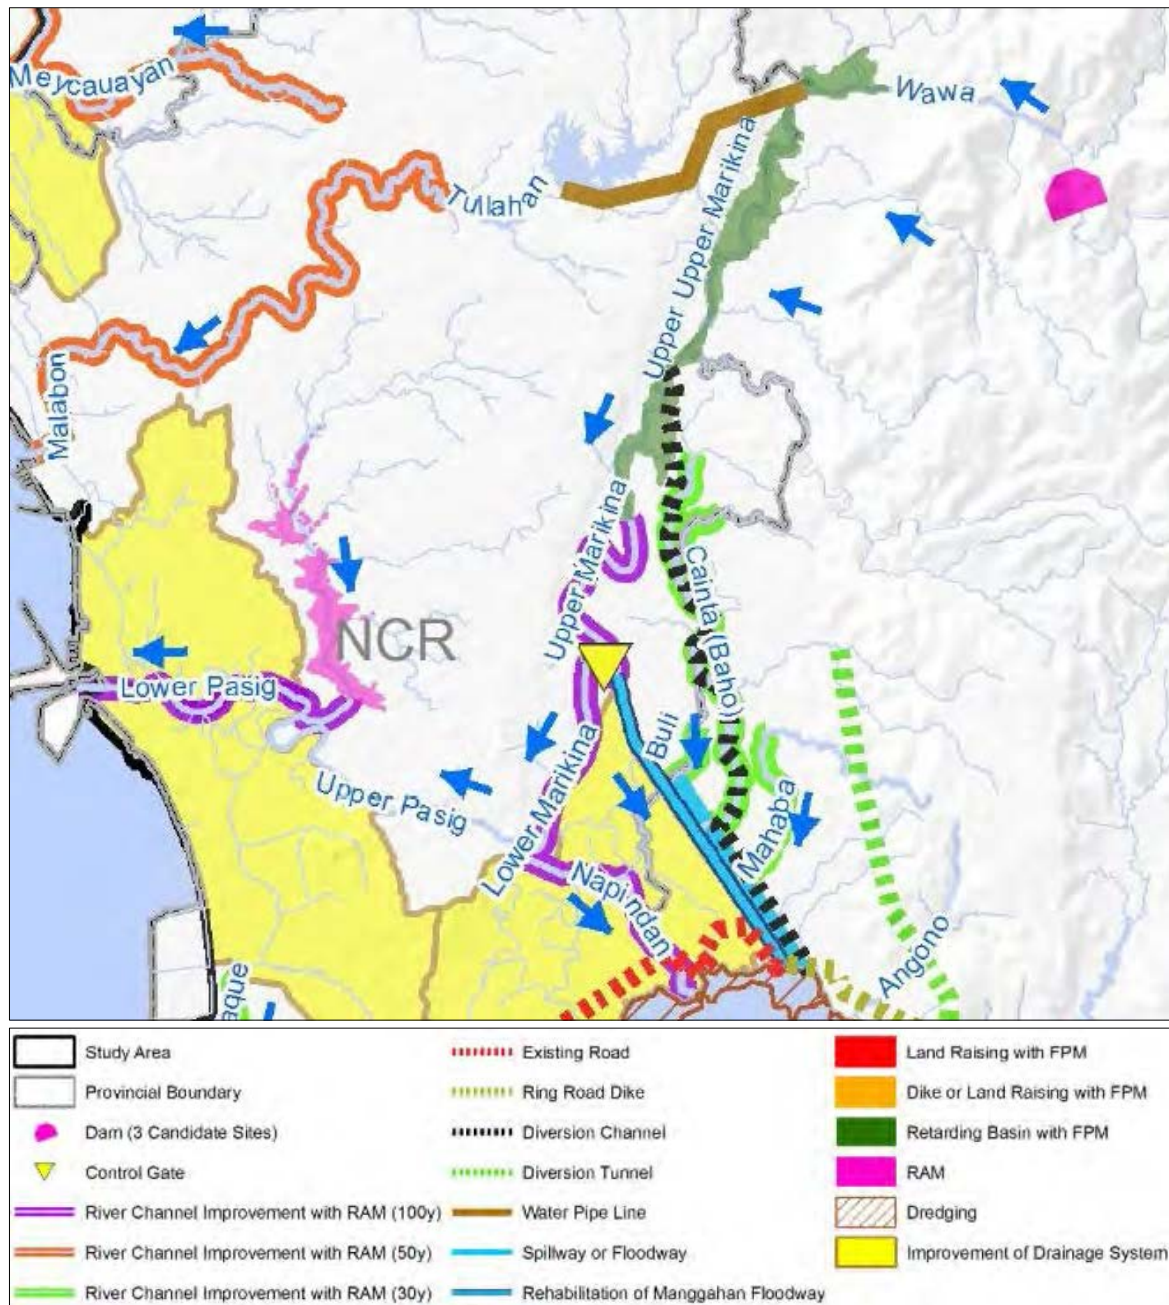 Meycauayan
Wawa
Tullahan
Upper Upper Marikina
Malabon
Upper Marikina
Cainta (Baho)
NCR
Lower Pasig
Buli
Upper Pasig
Lower Marikina
Mahaba
Napindan
Angono
aque
Study Area
Provincial Boundary
Dam (3 Candidate Sites)
Control Gate
River Channel Improvement with RAM (100y)
River Channel Improvement with RAM (50y)
River Channel Improvement with RAM (30y)
Existing Road
Ring Road Dike
Diversion Channel
Diversion Tunnel
Water Pipe Line
Spillway or Floodway
Rehabilitation of Manggahan Floodway
Land Raising with FPM
Dike or Land Raising with FPM
Retarding Basin with FPM
RAM
Dredging
Improvement of Drainage System